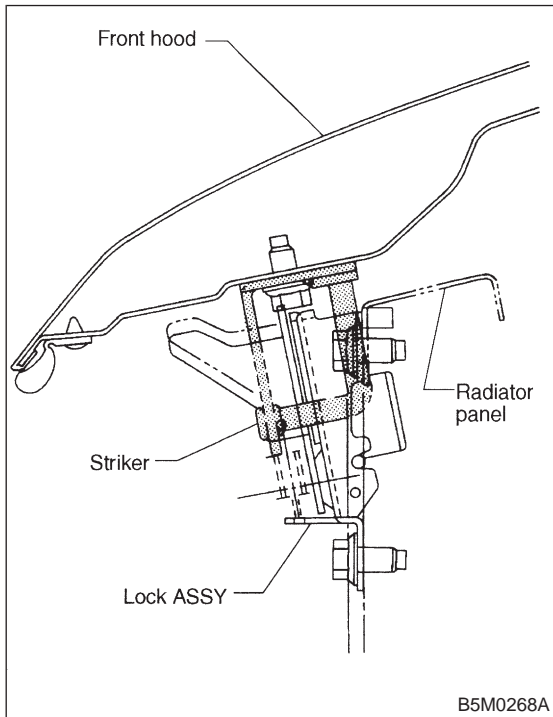 Front hood
Radiator
panel
Striker
Lock ASSY
B5M0268A